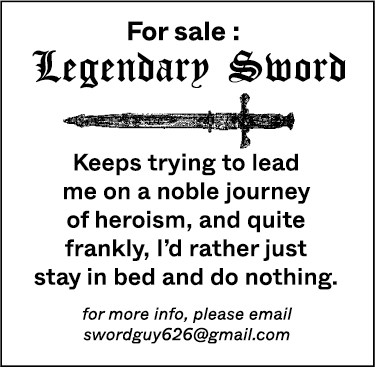 For sale :
Legendary Sword
Keeps trying to lead
me on a noble journey
of heroism, and quite
frankly, I'd rather just
stay in bed and do nothing.
for more info, please email
swordguy626@gmail.com